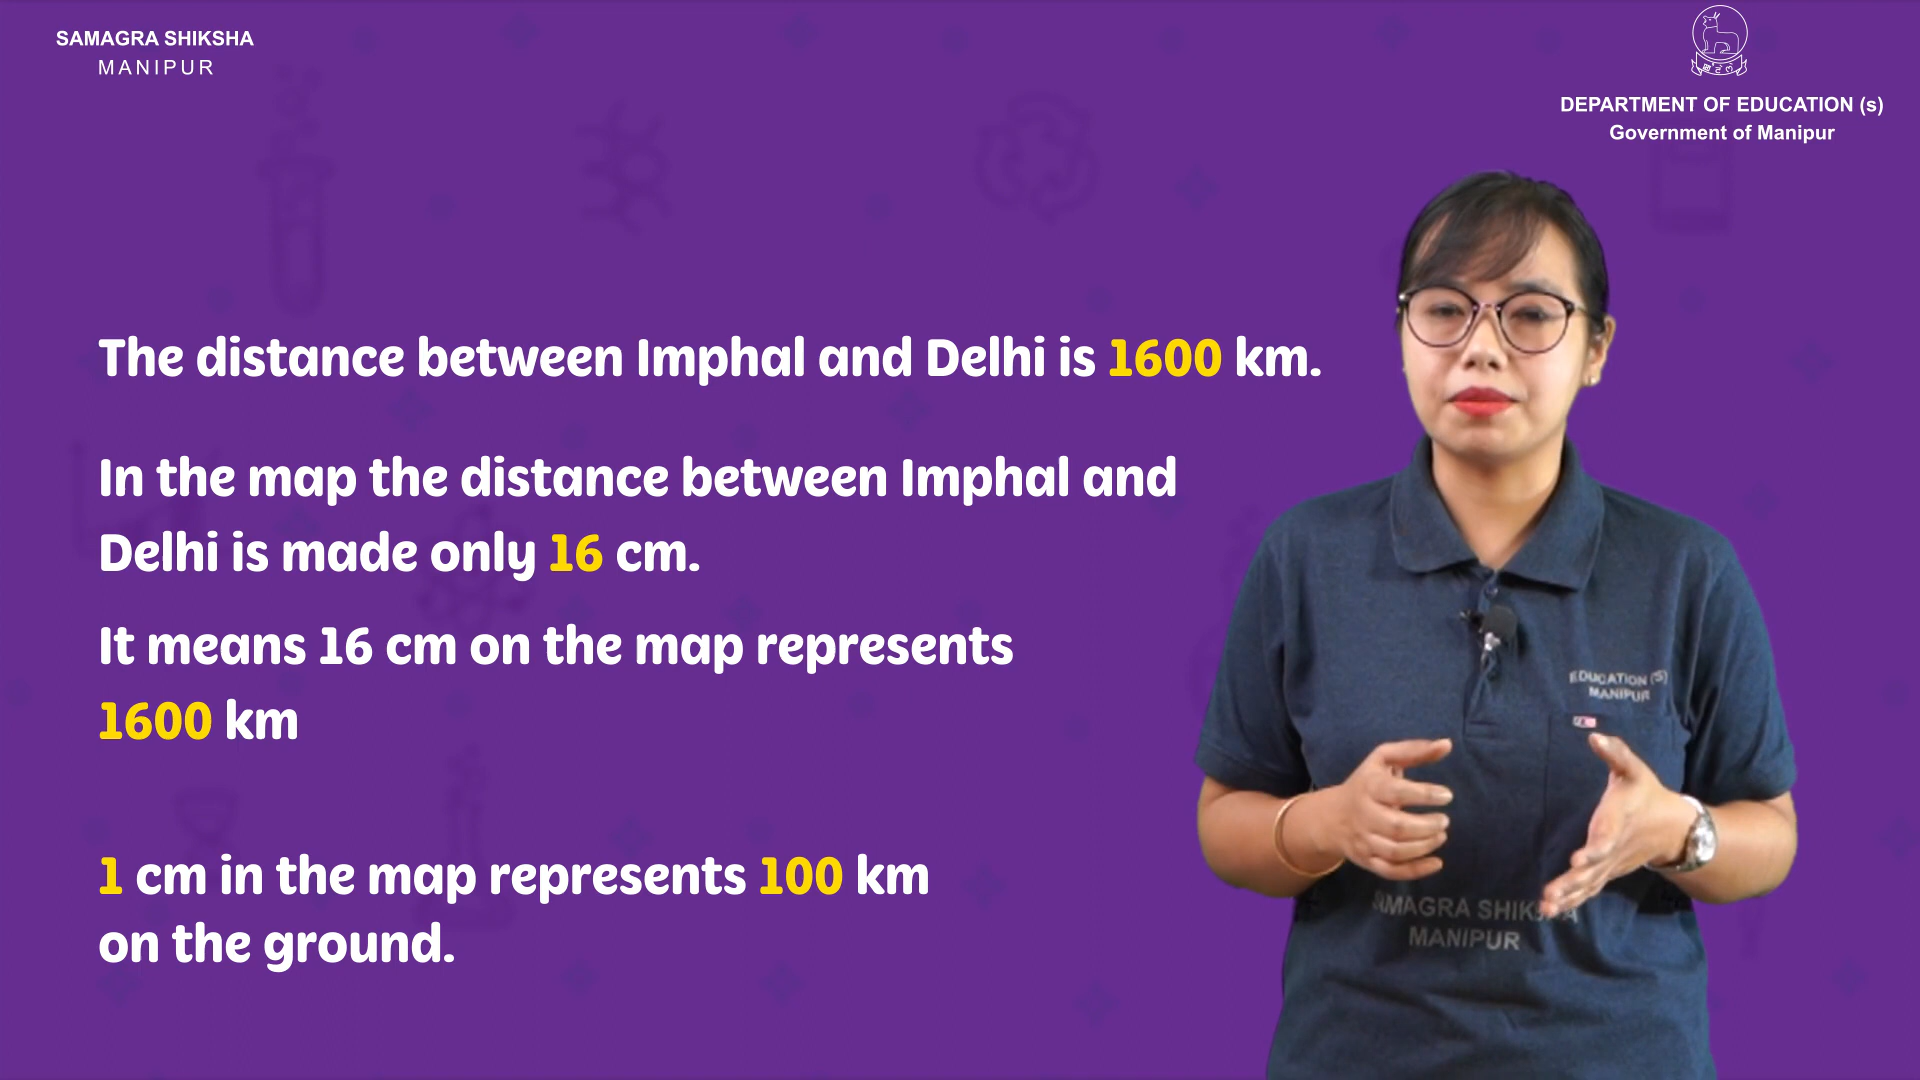 SAMAGRA SHIKSHA
MANIPUR
DEPARTMENT OF EDUCATION (s)
Government of Manipur
The distance between Imphal and Delhi is 1600 km.
In the map the distance between Imphal and
Delhi is made only 16 cm.
It means 16 cm on the map represents
1600 km
1 cm in the map represents 100 km
on the ground.
EDUCATION (S)
MANIPUR
SAMAGRA SHIKSHA
MANIPUR